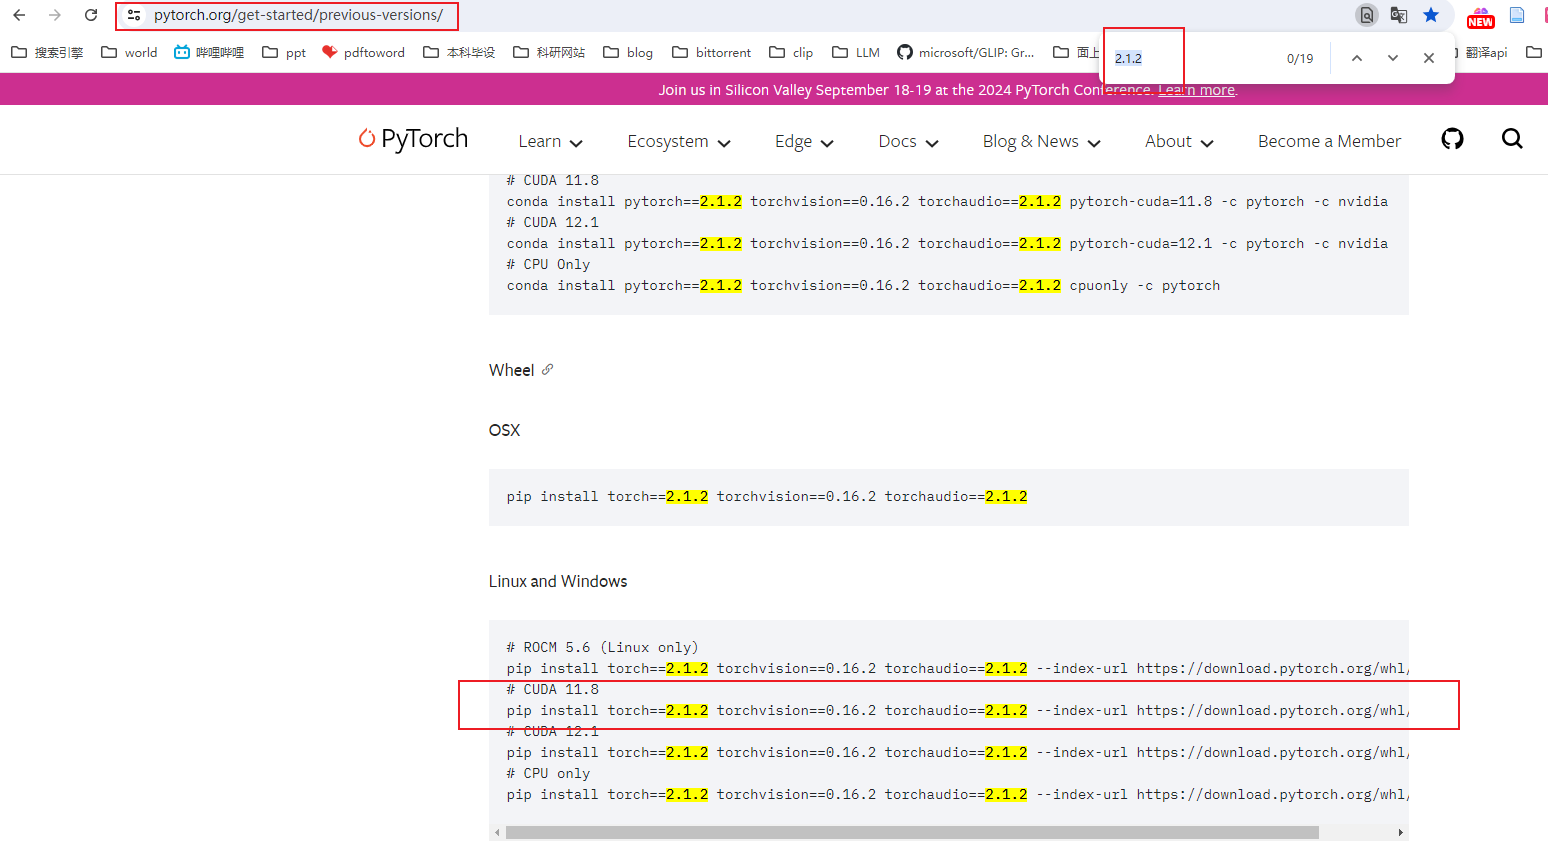 pytorch.org/get-started/previous-versions/
NEW
搜索引擎 world 哔哩哔哩 ppt pdftoword 本科毕设 科研网站 blog bittorrent clip LLM microsoft/GLIP: Gr... 面上 翻译api
2.1.2 0/19
Join us in Silicon Valley September 18-19 at the 2024 PyTorch Conference. Learn more.
PyTorch Learn Ecosystem Edge Docs Blog & News About Become a Member
# CUDA 11.8
conda install pytorch==2.1.2 torchvision==0.16.2 torchaudio==2.1.2 pytorch-cuda=11.8 -c pytorch -c nvidia
# CUDA 12.1
conda install pytorch==2.1.2 torchvision==0.16.2 torchaudio==2.1.2 pytorch-cuda=12.1 -c pytorch -c nvidia
# CPU Only
conda install pytorch==2.1.2 torchvision==0.16.2 torchaudio==2.1.2 cpuonly -c pytorch
Wheel
OSX
pip install torch==2.1.2 torchvision==0.16.2 torchaudio==2.1.2
Linux and Windows
# ROCM 5.6 (Linux only)
pip install torch==2.1.2 torchvision==0.16.2 torchaudio==2.1.2 --index-url https://download.pytorch.org/whl/
# CUDA 11.8
pip install torch==2.1.2 torchvision==0.16.2 torchaudio==2.1.2 --index-url https://download.pytorch.org/whl/
# CUDA 12.1
pip install torch==2.1.2 torchvision==0.16.2 torchaudio==2.1.2 --index-url https://download.pytorch.org/whl/
# CPU only
pip install torch==2.1.2 torchvision==0.16.2 torchaudio==2.1.2 --index-url https://download.pytorch.org/whl/